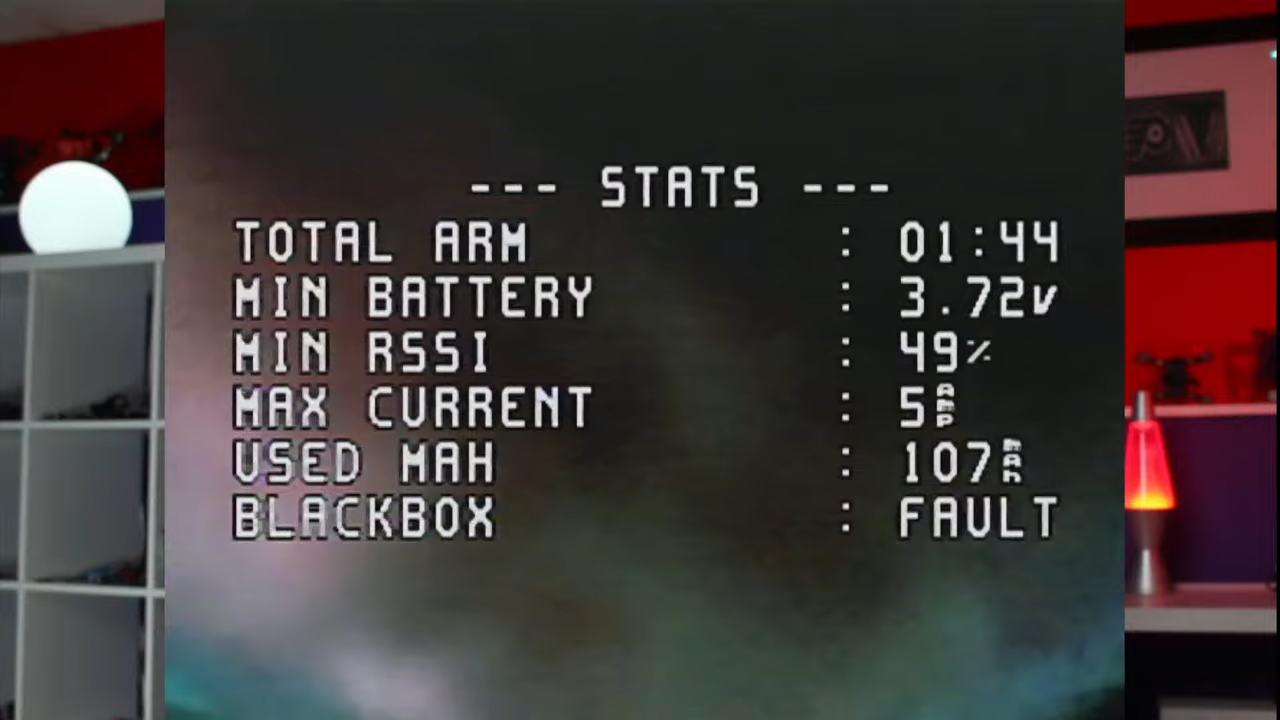 --- STATS ---
TOTAL ARM : 01:44
MIN BATTERY : 3.72V
MIN RSSI : 49%
MAX CURRENT : 5AMP
USED MAH : 107MAH
BLACKBOX : FAULT